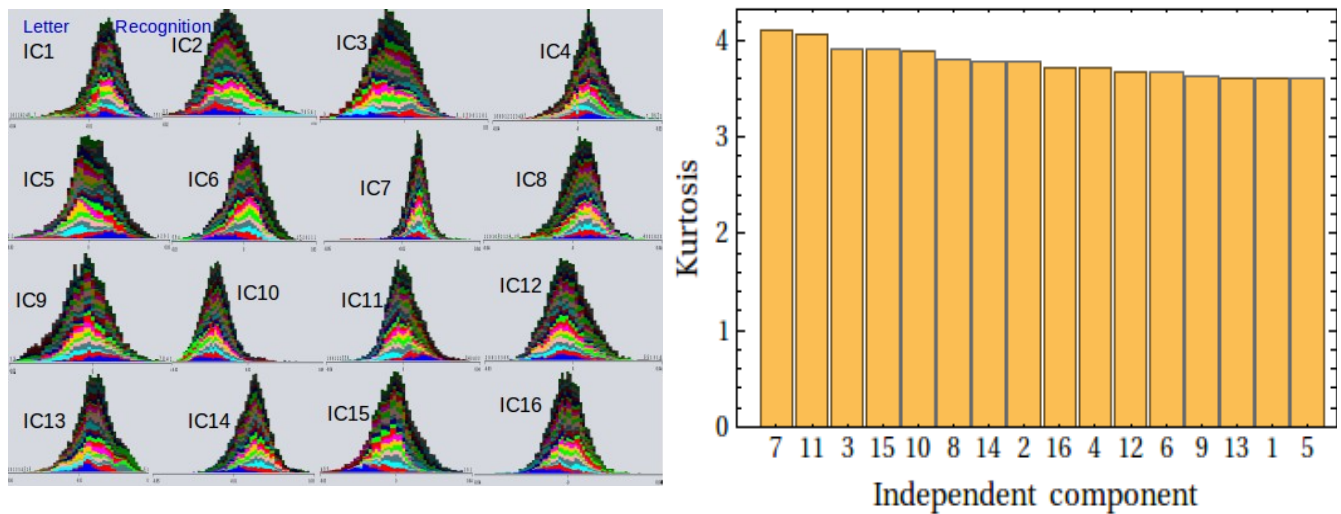 Letter Recognition
IC1 IC2 IC3 IC4
IC5 IC6 IC7 IC8
IC9 IC10 IC11 IC12
IC13 IC14 IC15 IC16
4
3
2
1
0
Kurtosis
7 11 3 15 10 8 14 2 16 4 12 6 9 13 1 5
Independent component